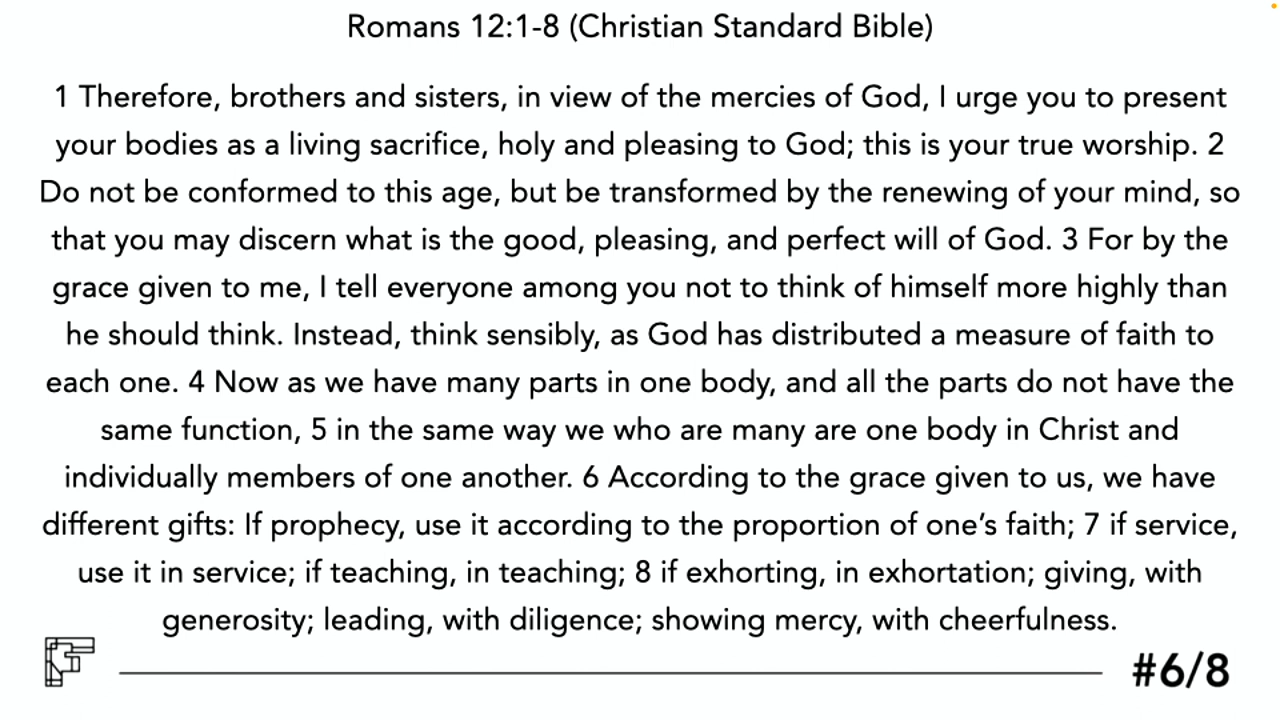 Romans 12:1-8 (Christian Standard Bible)
1 Therefore, brothers and sisters, in view of the mercies of God, I urge you to present
your bodies as a living sacrifice, holy and pleasing to God; this is your true worship. 2
Do not be conformed to this age, but be transformed by the renewing of your mind, so
that you may discern what is the good, pleasing, and perfect will of God. 3 For by the
grace given to me, I tell everyone among you not to think of himself more highly than
he should think. Instead, think sensibly, as God has distributed a measure of faith to
each one. 4 Now as we have many parts in one body, and all the parts do not have the
same function, 5 in the same way we who are many are one body in Christ and
individually members of one another. 6 According to the grace given to us, we have
different gifts: If prophecy, use it according to the proportion of one’s faith; 7 if service,
use it in service; if teaching, in teaching; 8 if exhorting, in exhortation; giving, with
generosity; leading, with diligence; showing mercy, with cheerfulness.
#6/8